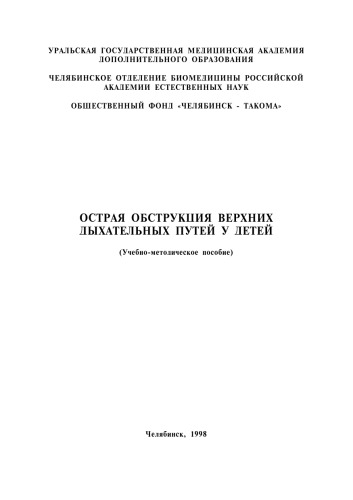 УРАЛЬСКАЯ ГОСУДАРСТВЕННАЯ МЕДИЦИНСКАЯ АКАДЕМИЯ
ДОПОЛНИТЕЛЬНОГО ОБРАЗОВАНИЯ
ЧЕЛЯБИНСКОЕ ОТДЕЛЕНИЕ БИОМЕДИЦИНЫ РОССИЙСКОЙ
АКАДЕМИИ ЕСТЕСТВЕННЫХ НАУК
ОБЩЕСТВЕННЫЙ ФОНД «ЧЕЛЯБИНСК - ТАКОМА»
ОСТРАЯ ОБСТРУКЦИЯ ВЕРХНИХ
ДЫХАТЕЛЬНЫХ ПУТЕЙ У ДЕТЕЙ
(Учебно-методическое пособие)
Челябинск, 1998